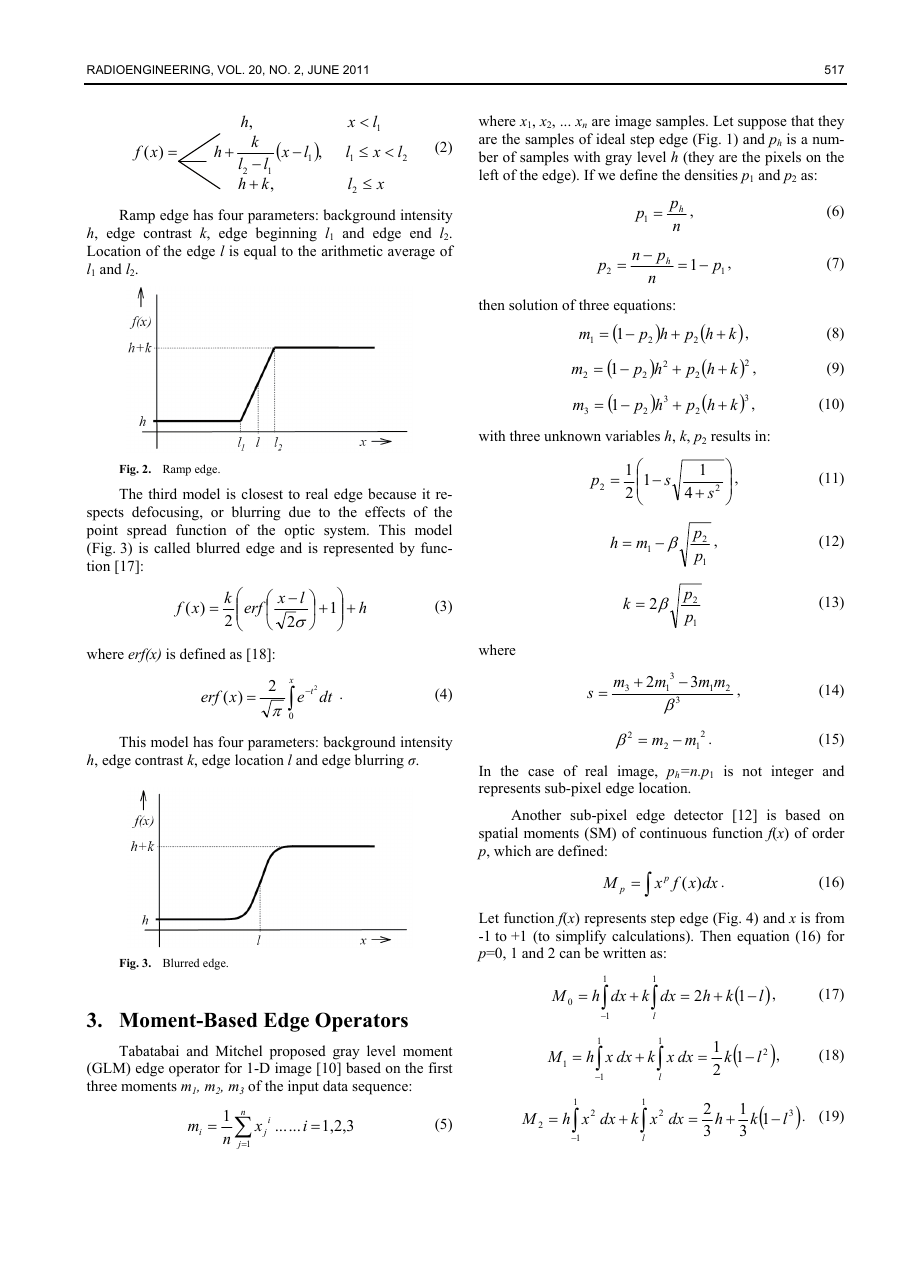 RADIOENGINEERING, VOL. 20, NO. 2, JUNE 2011 517
f(x) = h, x < l₁
h + k/(l₂ − l₁) (x − l₁), l₁ ≤ x < l₂ (2)
h + k, l₂ ≤ x
Ramp edge has four parameters: background intensity
h, edge contrast k, edge beginning l₁ and edge end l₂.
Location of the edge l is equal to the arithmetic average of
l₁ and l₂.
f(x)
h+k
h
l₁ l l₂ x
Fig. 2. Ramp edge.
The third model is closest to real edge because it re-
spects defocusing, or blurring due to the effects of the
point spread function of the optic system. This model
(Fig. 3) is called blurred edge and is represented by func-
tion [17]:
f(x) = k/2 (erf((x − l)/(√2σ)) + 1) + h (3)
where erf(x) is defined as [18]:
erf(x) = 2/√π ∫₀ˣ e^(−t²) dt . (4)
This model has four parameters: background intensity
h, edge contrast k, edge location l and edge blurring σ.
f(x)
h+k
h
l x
Fig. 3. Blurred edge.
3. Moment-Based Edge Operators
Tabatabai and Mitchel proposed gray level moment
(GLM) edge operator for 1-D image [10] based on the first
three moments m₁, m₂, m₃ of the input data sequence:
mᵢ = 1/n ∑ⱼ₌₁ⁿ xⱼⁱ ...... i = 1,2,3 (5)
where x₁, x₂, ... xₙ are image samples. Let suppose that they
are the samples of ideal step edge (Fig. 1) and pₕ is a num-
ber of samples with gray level h (they are the pixels on the
left of the edge). If we define the densities p₁ and p₂ as:
p₁ = pₕ/n , (6)
p₂ = (n − pₕ)/n = 1 − p₁ , (7)
then solution of three equations:
m₁ = (1 − p₂)h + p₂(h + k) , (8)
m₂ = (1 − p₂)h² + p₂(h + k)² , (9)
m₃ = (1 − p₂)h³ + p₂(h + k)³ , (10)
with three unknown variables h, k, p₂ results in:
p₂ = 1/2 (1 − s√(1/(4 + s²))) , (11)
h = m₁ − β√(p₂/p₁) , (12)
k = 2β√(p₂/p₁) (13)
where
s = (m₃ + 2m₁³ − 3m₁m₂)/β³ , (14)
β² = m₂ − m₁² . (15)
In the case of real image, pₕ=n.p₁ is not integer and
represents sub-pixel edge location.
Another sub-pixel edge detector [12] is based on
spatial moments (SM) of continuous function f(x) of order
p, which are defined:
Mₚ = ∫ xᵖ f(x)dx . (16)
Let function f(x) represents step edge (Fig. 4) and x is from
-1 to +1 (to simplify calculations). Then equation (16) for
p=0, 1 and 2 can be written as:
M₀ = h ∫₋₁¹ dx + k ∫ₗ¹ dx = 2h + k(1 − l) , (17)
M₁ = h ∫₋₁¹ x dx + k ∫ₗ¹ x dx = 1/2 k(1 − l²) , (18)
M₂ = h ∫₋₁¹ x² dx + k ∫ₗ¹ x² dx = 2/3 h + 1/3 k(1 − l³) . (19)